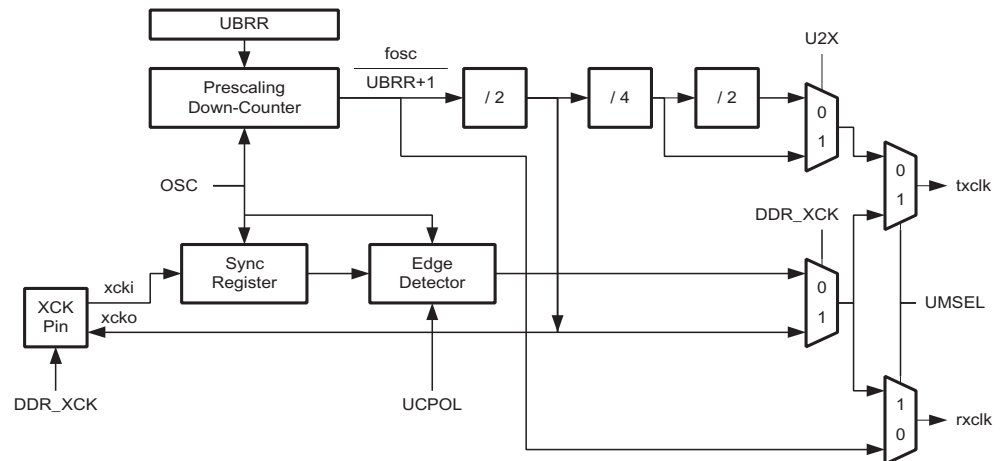 UBRR
fosc
U2X
Prescaling
Down-Counter
UBRR+1
/ 2
/ 4
/ 2
0
1
OSC
0
1
txclk
DDR_XCK
Sync
Register
Edge
Detector
xcki
0
1
UMSEL
XCK
Pin
xcko
DDR_XCK
UCPOL
1
0
rxclk